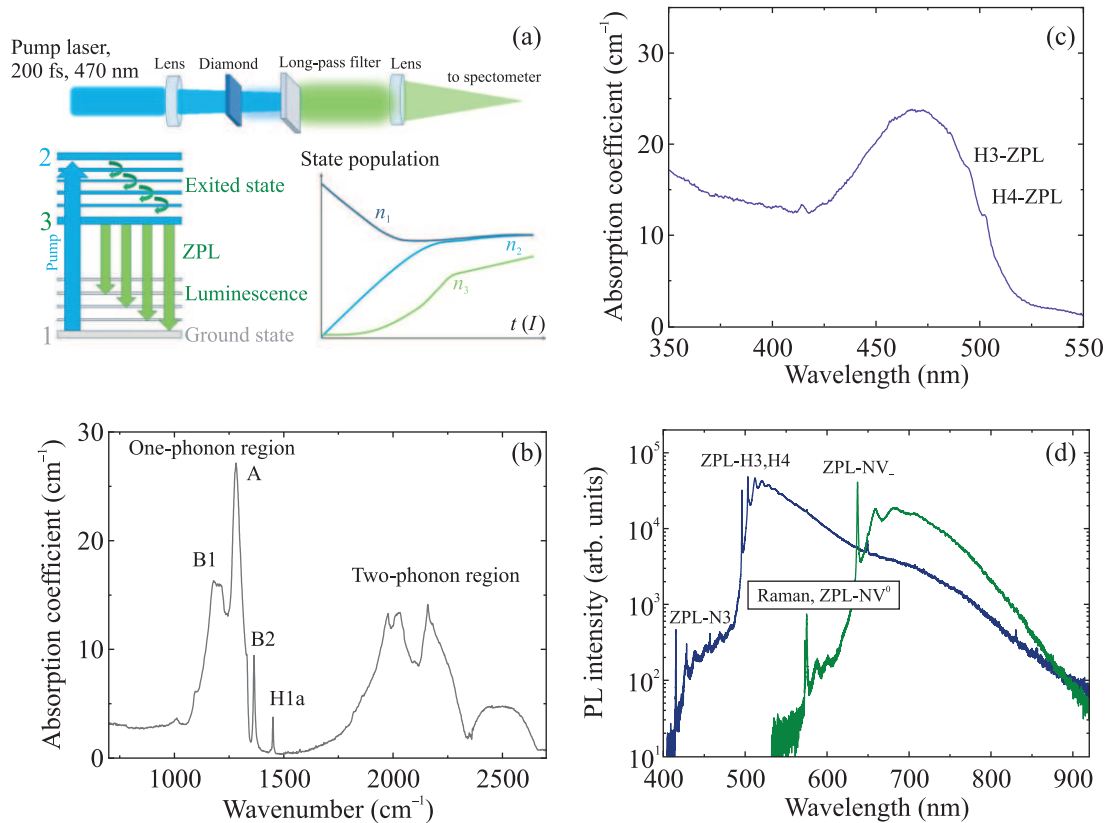 (a)
Pump laser,
200 fs, 470 nm
Lens
Diamond
Long-pass filter
Lens
to spectometer
2
Exited state
3
ZPL
Pump
Luminescence
1
Ground state
State population
n1
n2
n3
t (I)
(c)
Absorption coefficient (cm–1)
30
20
10
0
H3-ZPL
H4-ZPL
350 400 450 500 550
Wavelength (nm)
(b)
Absorption coefficient (cm–1)
30
20
10
0
One-phonon region
A
B1
B2
H1a
Two-phonon region
1000 1500 2000 2500
Wavenumber (cm–1)
(d)
PL intensity (arb. units)
10^5
10^4
10^3
10^2
10^1
ZPL-H3,H4
ZPL-NV_
Raman, ZPL-NV^0
ZPL-N3
400 500 600 700 800 900
Wavelength (nm)